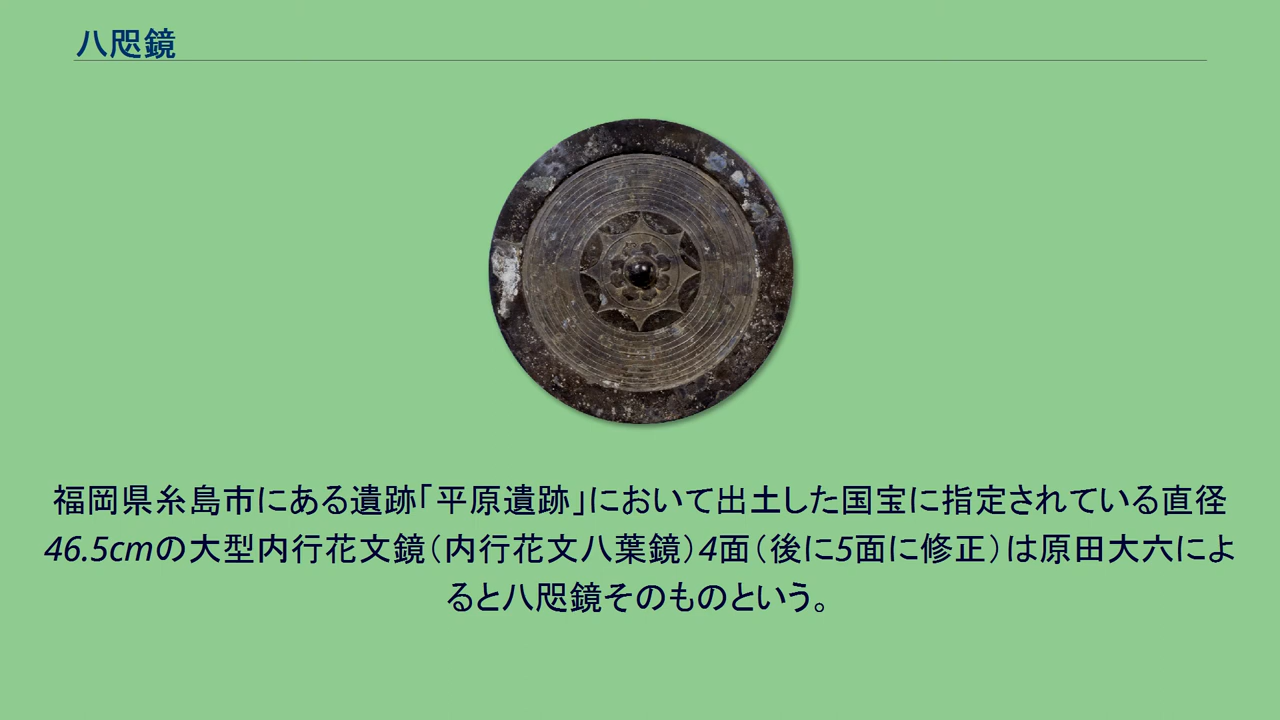 八咫鏡
福岡県糸島市にある遺跡｢平原遺跡｣において出土した国宝に指定されている直径
46.5cmの大型内行花文鏡(内行花文八葉鏡)4面(後に5面に修正)は原田大六によ
ると八咫鏡そのものという。